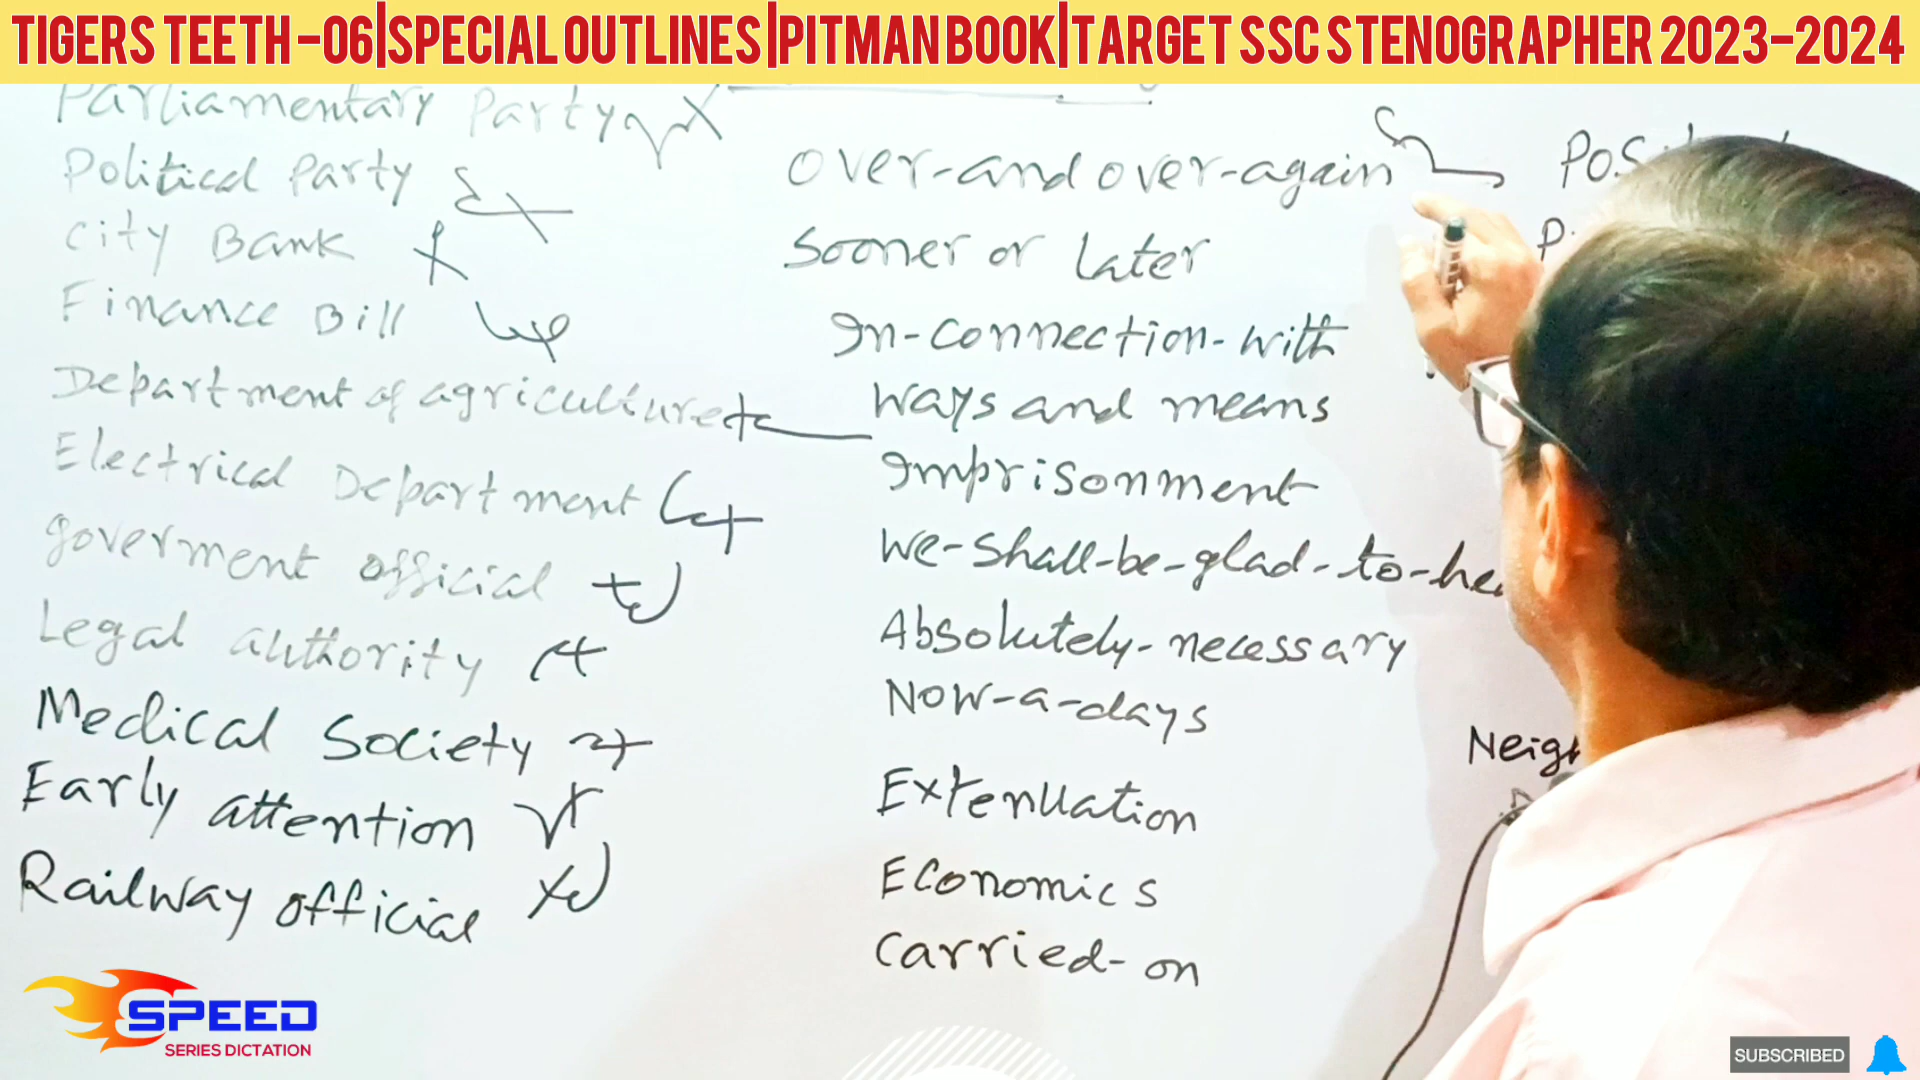 TIGERS TEETH -06|SPECIAL OUTLINES |PITMAN BOOK|TARGET SSC STENOGRAPHER 2023-2024
Parliamentary Party
Political Party
City Bank
Finance Bill
Department of agriculture
Electrical Department
goverment official
Legal authority
Medical Society
Early attention
Railway official
Over-and over-again
Sooner or Later
In-connection-with
Ways and means
Imprisonment
We-shall-be-glad-to-
Absolutely-necessary
Now-a-days
Extenuation
Economics
Carried-on
SPEED
SERIES DICTATION
SUBSCRIBED